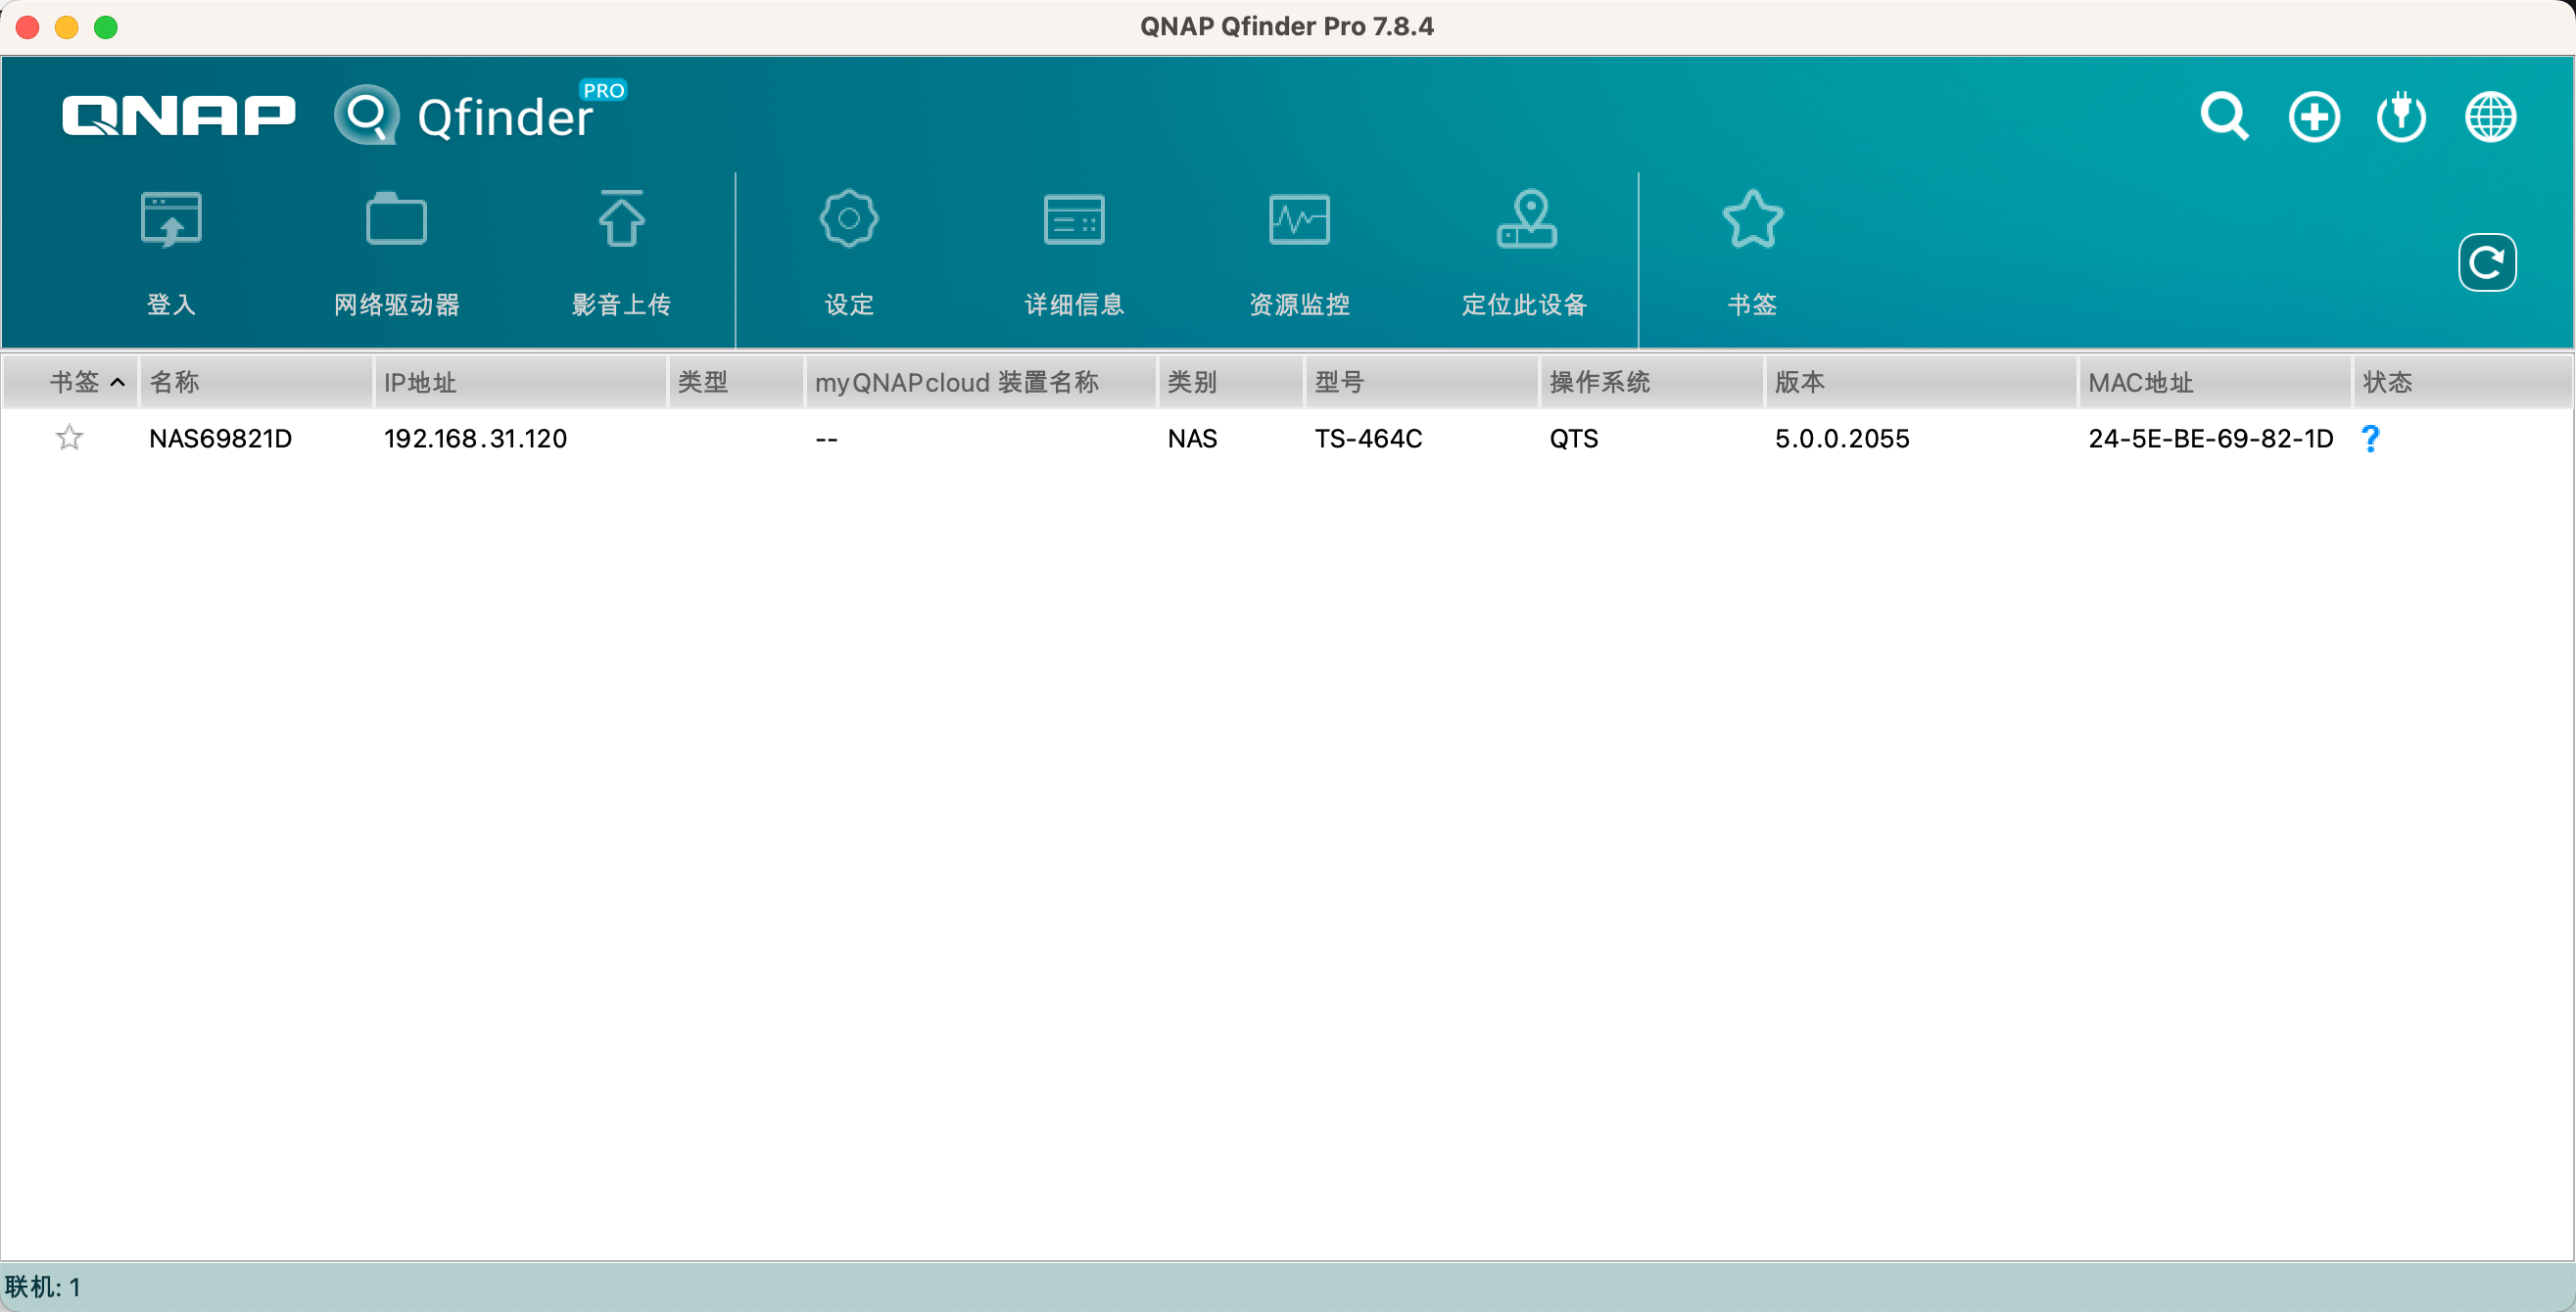 QNAP Qfinder Pro 7.8.4
QNAP Qfinder PRO
登入 网络驱动器 影音上传 设定 详细信息 资源监控 定位此设备 书签
书签 名称 IP地址 类型 myQNAPcloud 装置名称 类别 型号 操作系统 版本 MAC地址 状态
NAS69821D 192.168.31.120 -- NAS TS-464C QTS 5.0.0.2055 24-5E-BE-69-82-1D ?
联机: 1